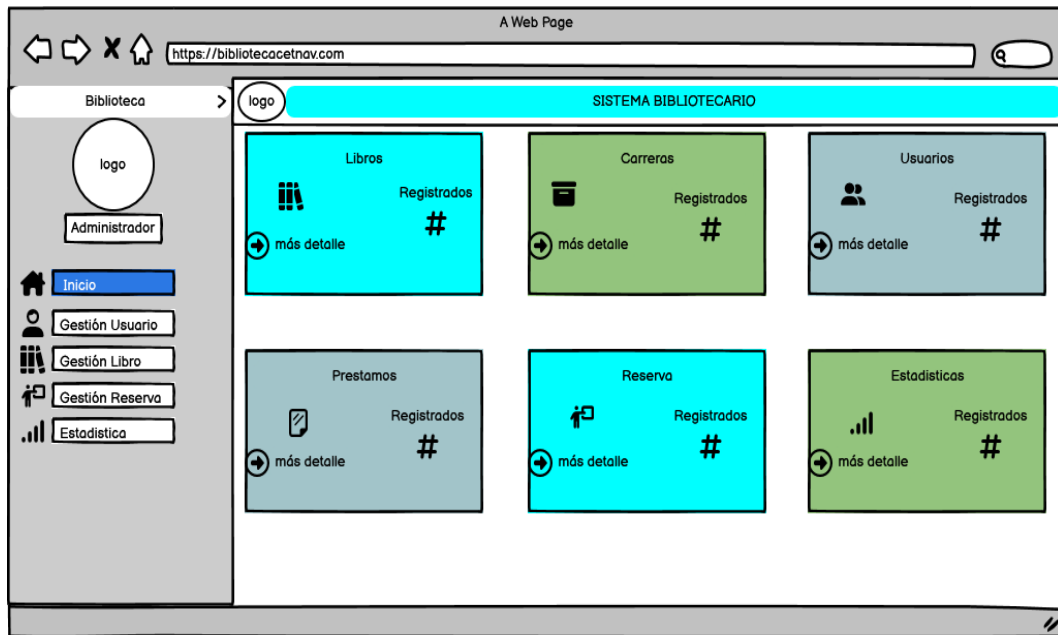 A Web Page
https://bibliotecacetnav.com
Biblioteca
logo
Administrador
Inicio
Gestión Usuario
Gestión Libro
Gestión Reserva
Estadistica
logo
SISTEMA BIBLIOTECARIO
Libros
Registrados
#
más detalle
Carreras
Registrados
#
más detalle
Usuarios
Registrados
#
más detalle
Prestamos
Registrados
#
más detalle
Reserva
Registrados
#
más detalle
Estadisticas
Registrados
#
más detalle